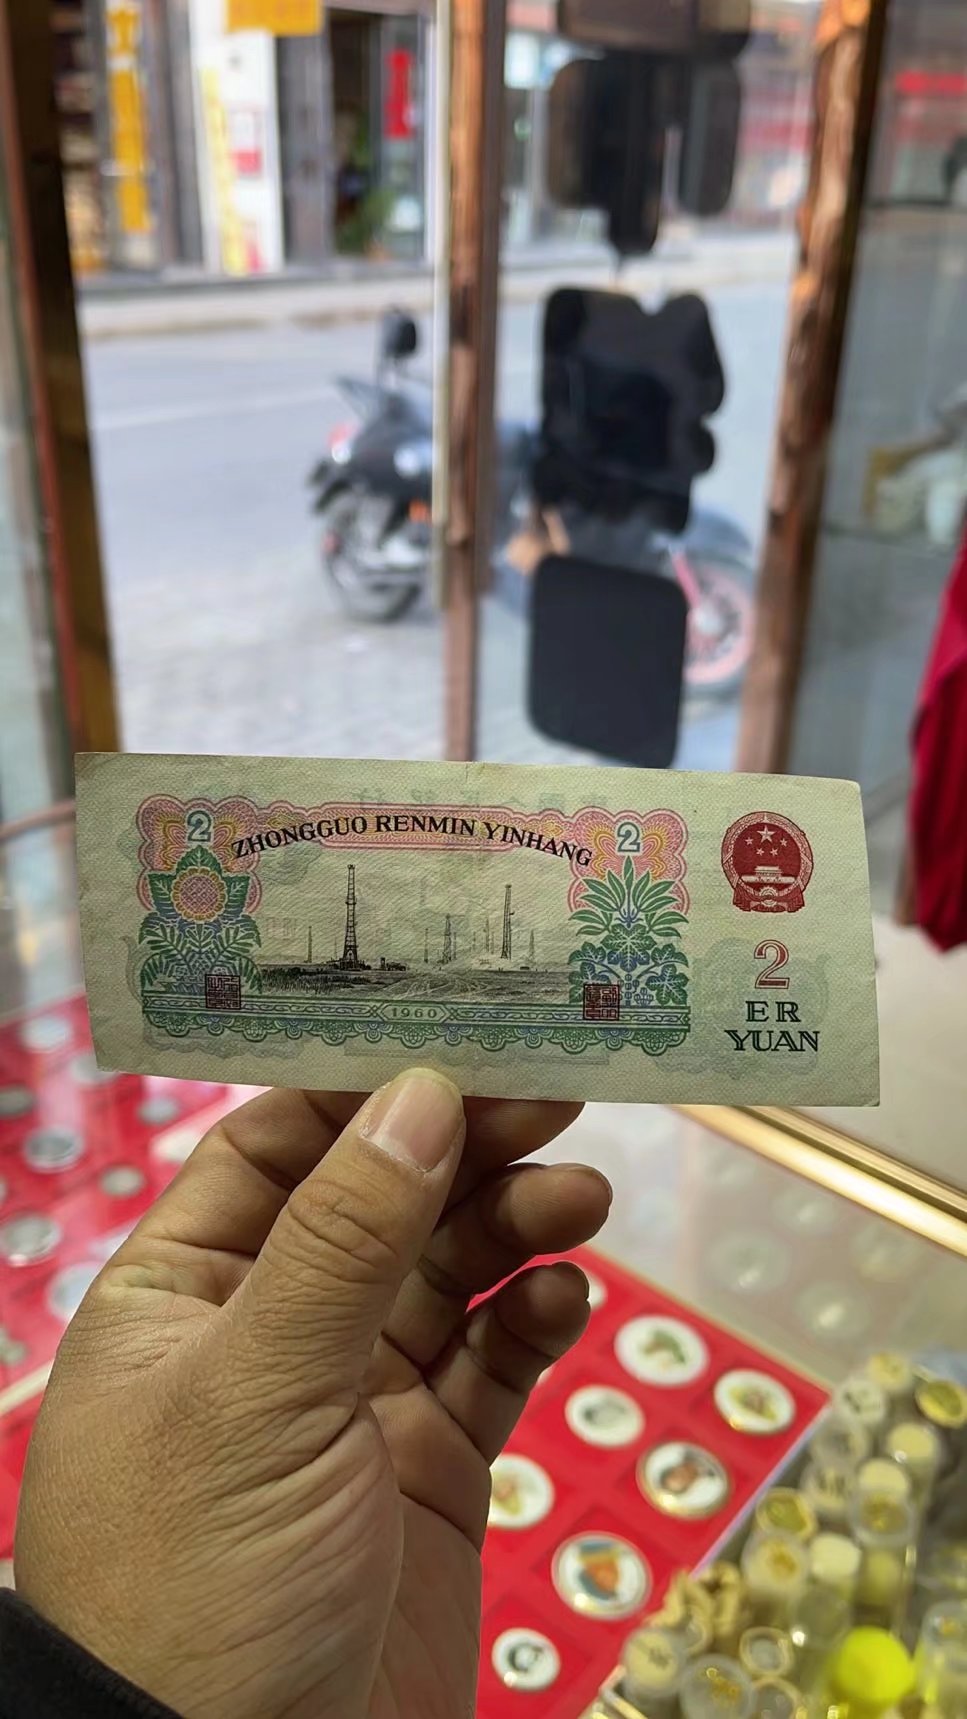 2
ZHONGGUO RENMIN YINHANG
2
1960
2
ER
YUAN